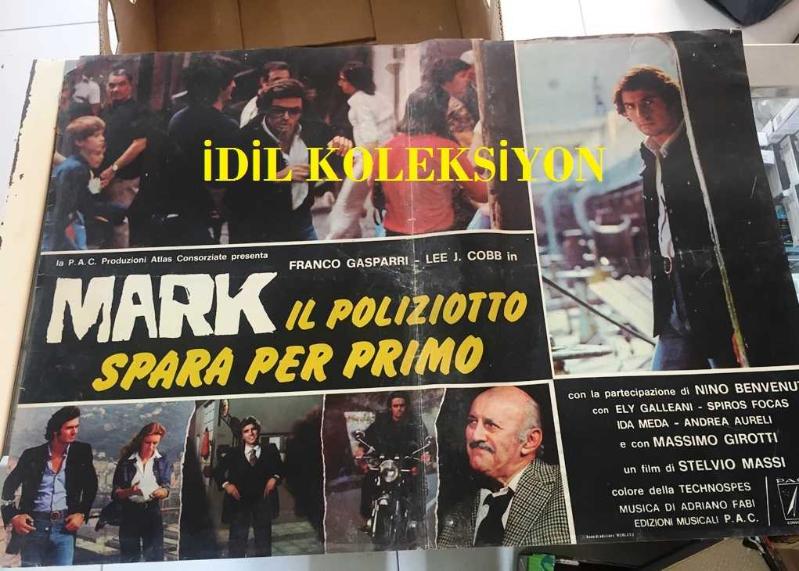 İDİL KOLEKSİYON
la P.A.C. Produzioni Atlas Consorziate presenta
FRANCO GASPARRI - LEE J. COBB in
MARK IL POLIZIOTTO
SPARA PER PRIMO
con la partecipazione di NINO BENVENUT
con ELY GALLEANI - SPIROS FOCAS
IDA MEDA - ANDREA AURELI
e con MASSIMO GIROTTI
un film di STELVIO MASSI
colore della TECHNOSPES
MUSICA DI ADRIANO FABI
EDIZIONI MUSICALI P.A.C.